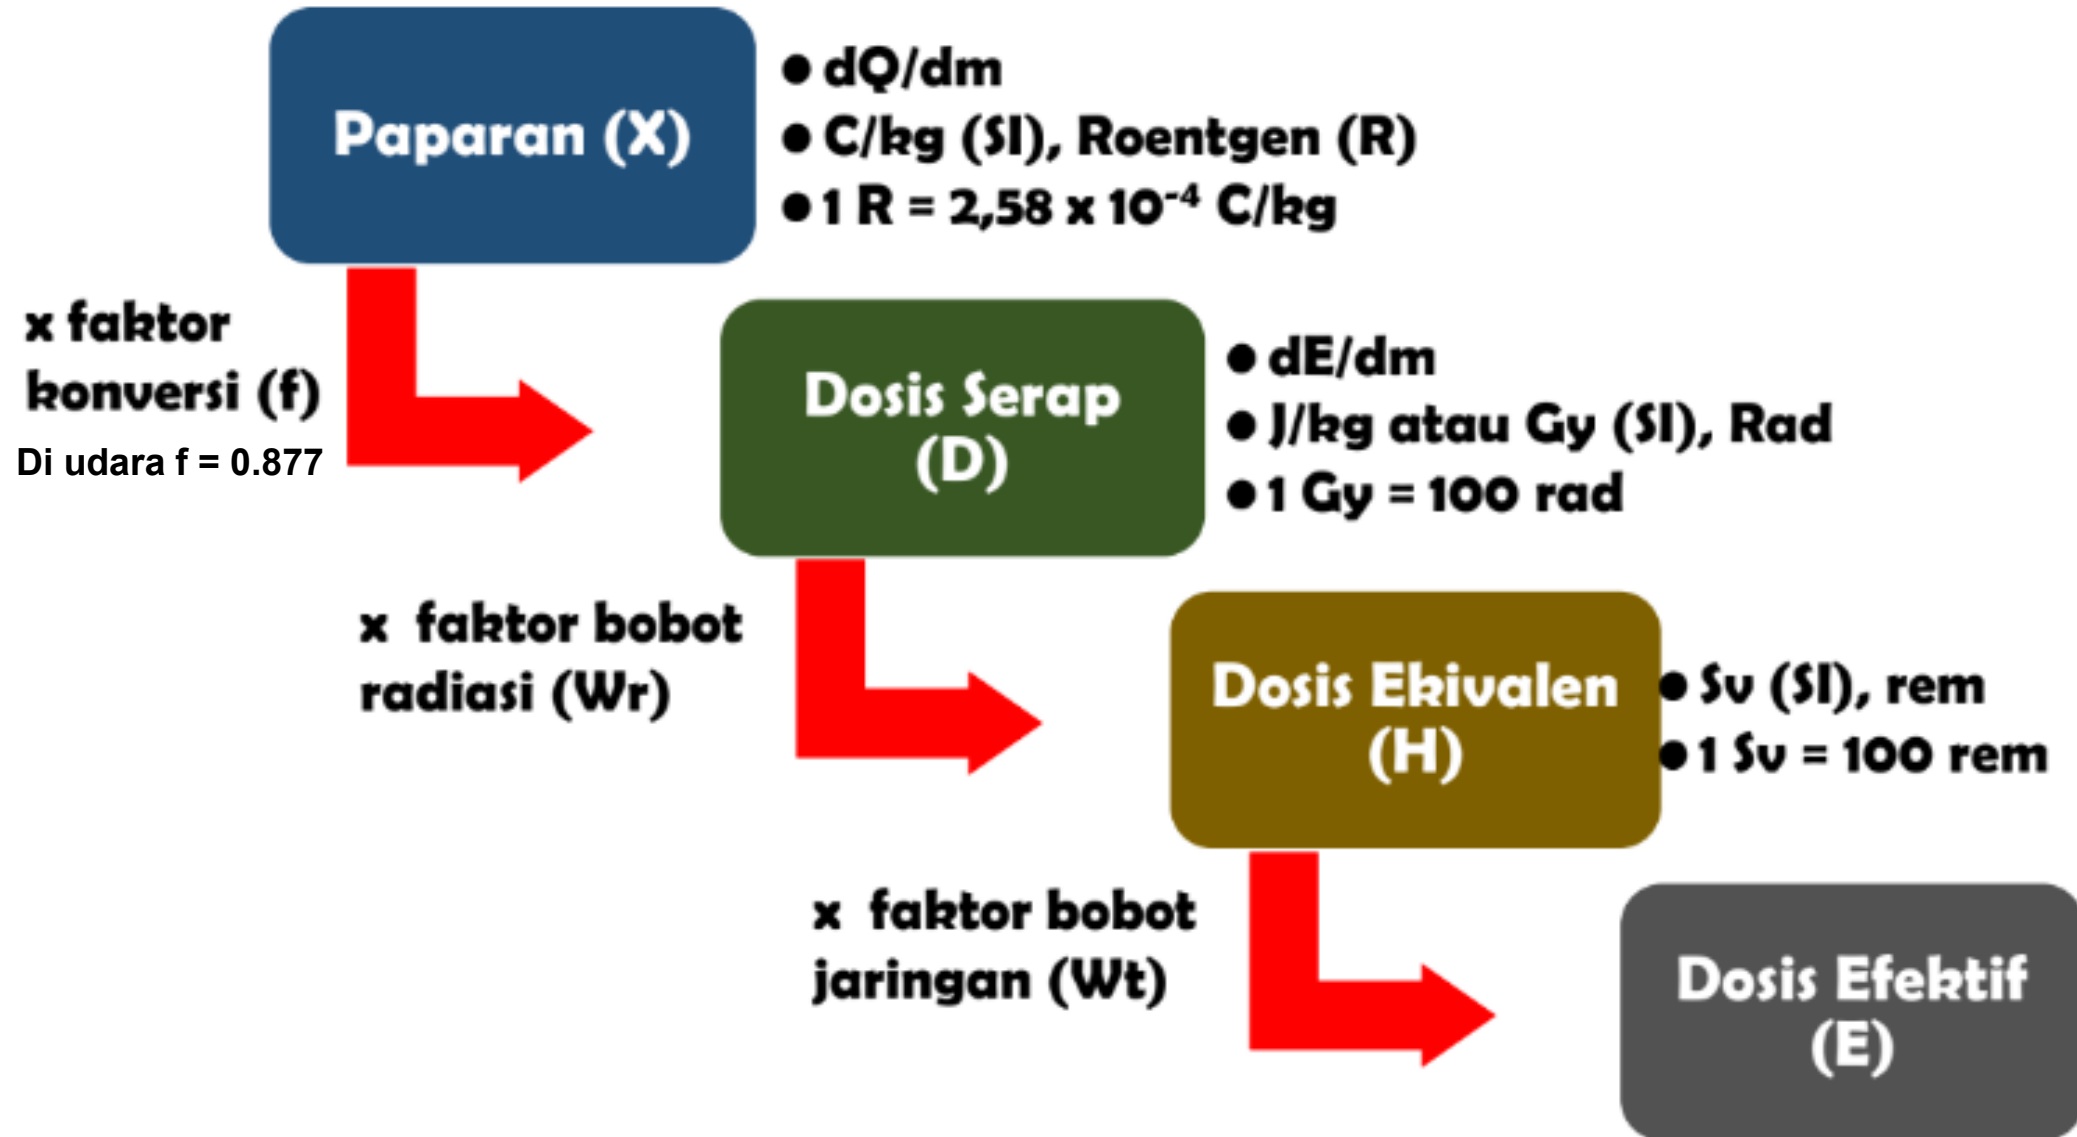 Paparan (X)
● dQ/dm
● C/kg (SI), Roentgen (R)
● 1 R = 2,58 x 10⁻⁴ C/kg
x faktor
konversi (f)
Di udara f = 0.877
Dosis Serap
(D)
● dE/dm
● J/kg atau Gy (SI), Rad
● 1 Gy = 100 rad
x faktor bobot
radiasi (Wr)
Dosis Ekivalen
(H)
● Sv (SI), rem
● 1 Sv = 100 rem
x faktor bobot
jaringan (Wt)
Dosis Efektif
(E)